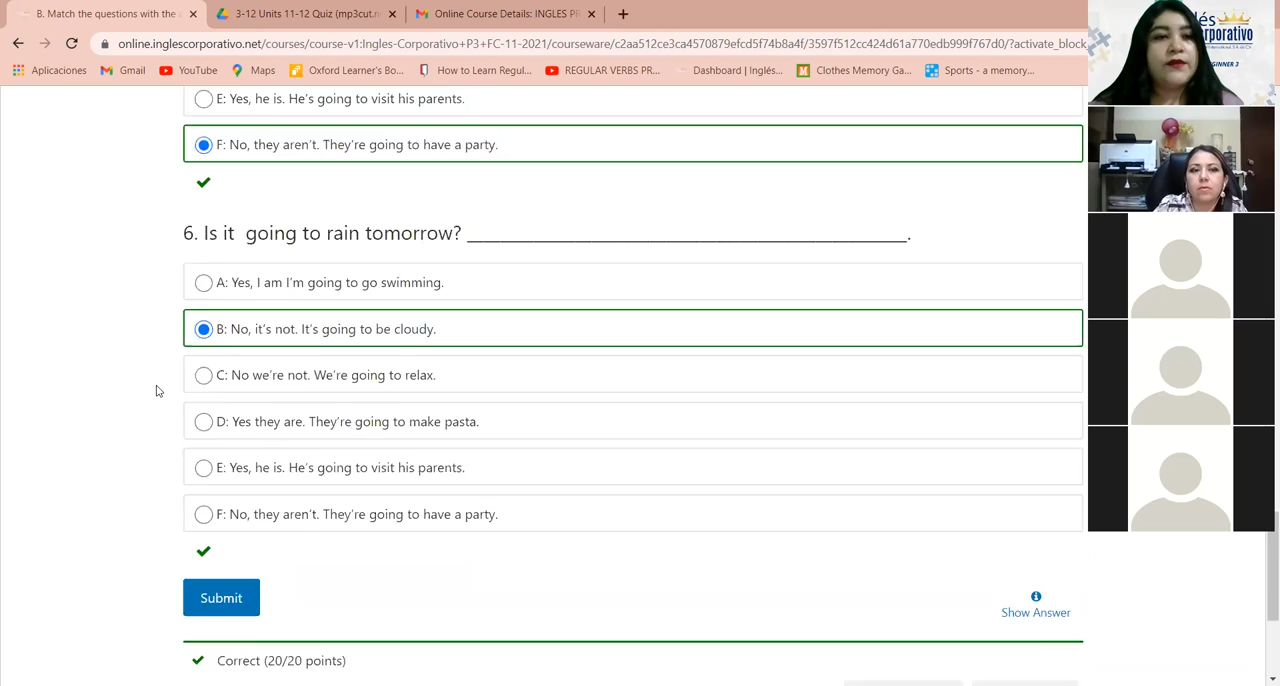 B. Match the questions with the
3-12 Units 11-12 Quiz (mp3cut.n
Online Course Details: INGLES PR
online.inglescorporativo.net/courses/course-v1:Ingles-Corporativo+P3+FC-11-2021/courseware/c2aa512ce3ca4570879efcd5f74b8a4f/3597f512cc424d61a770edb999f767d0/?activate_block
Aplicaciones
Gmail
YouTube
Maps
Oxford Learner's Bo...
How to Learn Regul...
REGULAR VERBS PR...
Dashboard | Inglés...
Clothes Memory Ga...
Sports - a memory...
E: Yes, he is. He's going to visit his parents.
F: No, they aren't. They're going to have a party.
6. Is it going to rain tomorrow? ________________________________________.
A: Yes, I am I'm going to go swimming.
B: No, it's not. It's going to be cloudy.
C: No we're not. We're going to relax.
D: Yes they are. They're going to make pasta.
E: Yes, he is. He's going to visit his parents.
F: No, they aren't. They're going to have a party.
Submit
Show Answer
Correct (20/20 points)